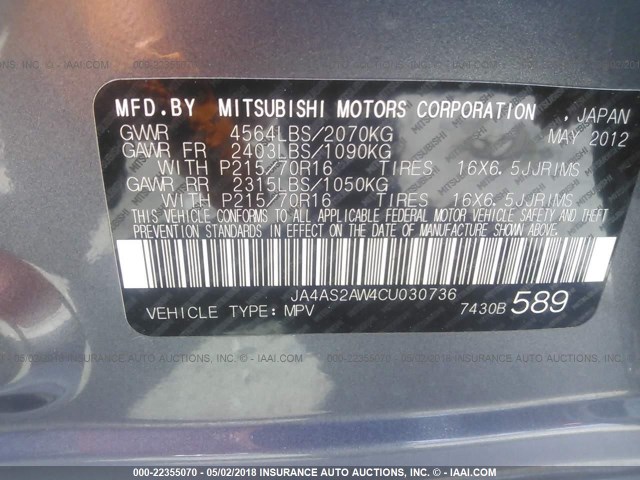 MFD.BY MITSUBISHI MOTORS CORPORATION , JAPAN
GVWR 4564LBS/2070KG MAY 2012
GAWR FR 2403LBS/1090KG
WITH P215/70R16 TIRES 16X6.5JJRIMS
GAWR RR 2315LBS/1050KG
WITH P215/70R16 TIRES 16X6.5JJRIMS
THIS VEHICLE CONFORMS TO ALL APPLICABLE FEDERAL MOTOR VEHICLE SAFETY AND THEFT
PREVENTION STANDARDS IN EFFECT ON THE DATE OF MANUFACTURE SHOWN ABOVE.
JA4AS2AW4CU030736
VEHICLE TYPE:MPV 7430B 589
000-22355070 - 05/02/2018 - INSURANCE AUTO AUCTIONS, INC. - © - IAAI.COM